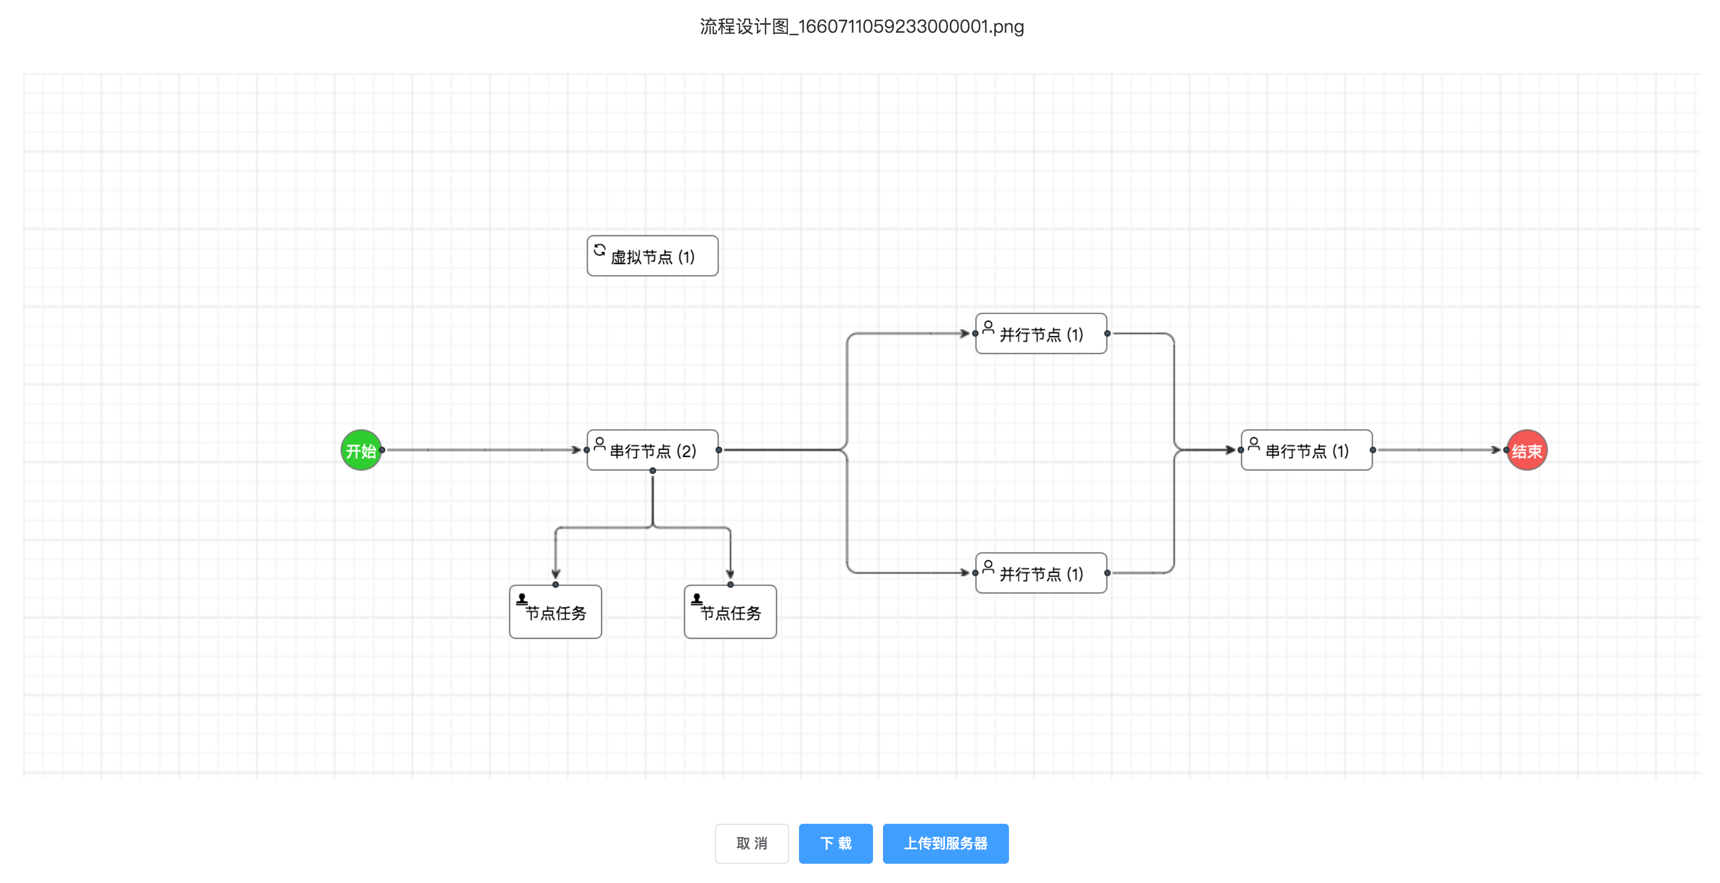 流程设计图_1660711059233000001.png
虚拟节点 (1)
并行节点 (1)
开始
串行节点 (2)
串行节点 (1)
结束
并行节点 (1)
节点任务
节点任务
取 消
下 载
上传到服务器